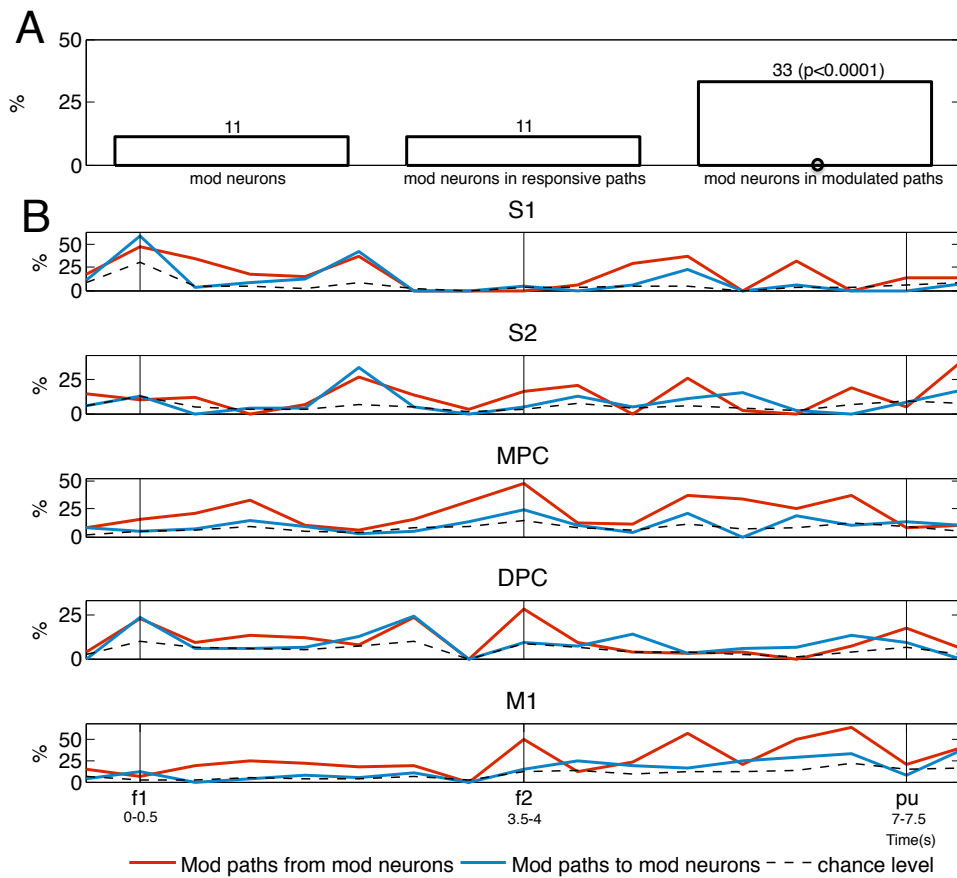 A
50
33 (p<0.0001)
%
25
11
11
0
mod neurons
mod neurons in responsive paths
mod neurons in modulated paths
B
S1
%
50
25
0
S2
%
25
0
MPC
%
50
25
0
DPC
%
25
0
M1
%
50
25
0
f1
f2
pu
0-0.5
3.5-4
7-7.5
Time(s)
Mod paths from mod neurons
Mod paths to mod neurons
chance level